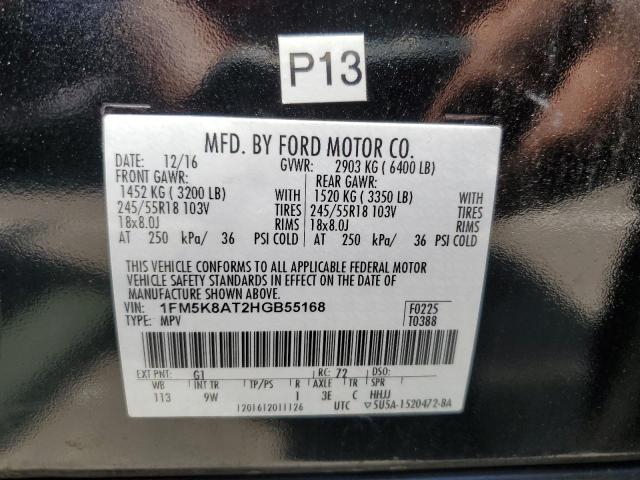 P13
MFD. BY FORD MOTOR CO.
DATE: 12/16 GVWR: 2903 KG ( 6400 LB)
FRONT GAWR: REAR GAWR:
1452 KG ( 3200 LB) WITH 1520 KG ( 3350 LB) WITH
245/55R18 103V TIRES 245/55R18 103V TIRES
18x8.0J RIMS 18x8.0J RIMS
AT 250 kPa/ 36 PSI COLD AT 250 kPa/ 36 PSI COLD
THIS VEHICLE CONFORMS TO ALL APPLICABLE FEDERAL MOTOR
VEHICLE SAFETY STANDARDS IN EFFECT ON THE DATE OF
MANUFACTURE SHOWN ABOVE.
VIN: 1FM5K8AT2HGB55168 F0225
TYPE: MPV T0388
EXT PNT: G1 RC: 72 DSO:
WB INT TR TP/PS R AXLE TR SPR
113 9W 1 3E C HHJJ
1201612011126 UTC ▽5U5A-1520472-BA